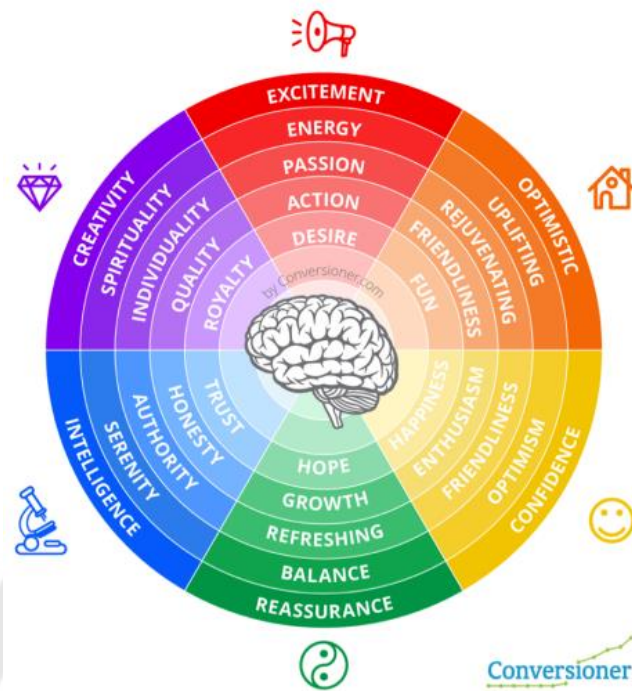 EXCITEMENT
ENERGY
PASSION
ACTION
DESIRE
by Conversioner.com
OPTIMISTIC
UPLIFTING
REJUVENATING
FRIENDLINESS
FUN
CONFIDENCE
OPTIMISM
FRIENDLINESS
ENTHUSIASM
HAPPINESS
HOPE
GROWTH
REFRESHING
BALANCE
REASSURANCE
INTELLIGENCE
SERENITY
AUTHORITY
HONESTY
TRUST
CREATIVITY
SPIRITUALITY
INDIVIDUALITY
QUALITY
ROYALTY
Conversioner